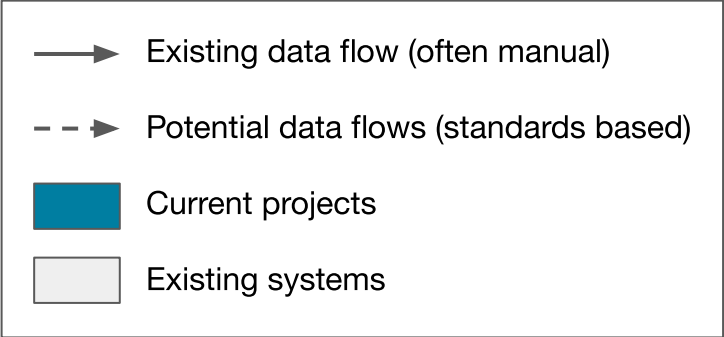 Existing data flow (often manual)
Potential data flows (standards based)
Current projects
Existing systems